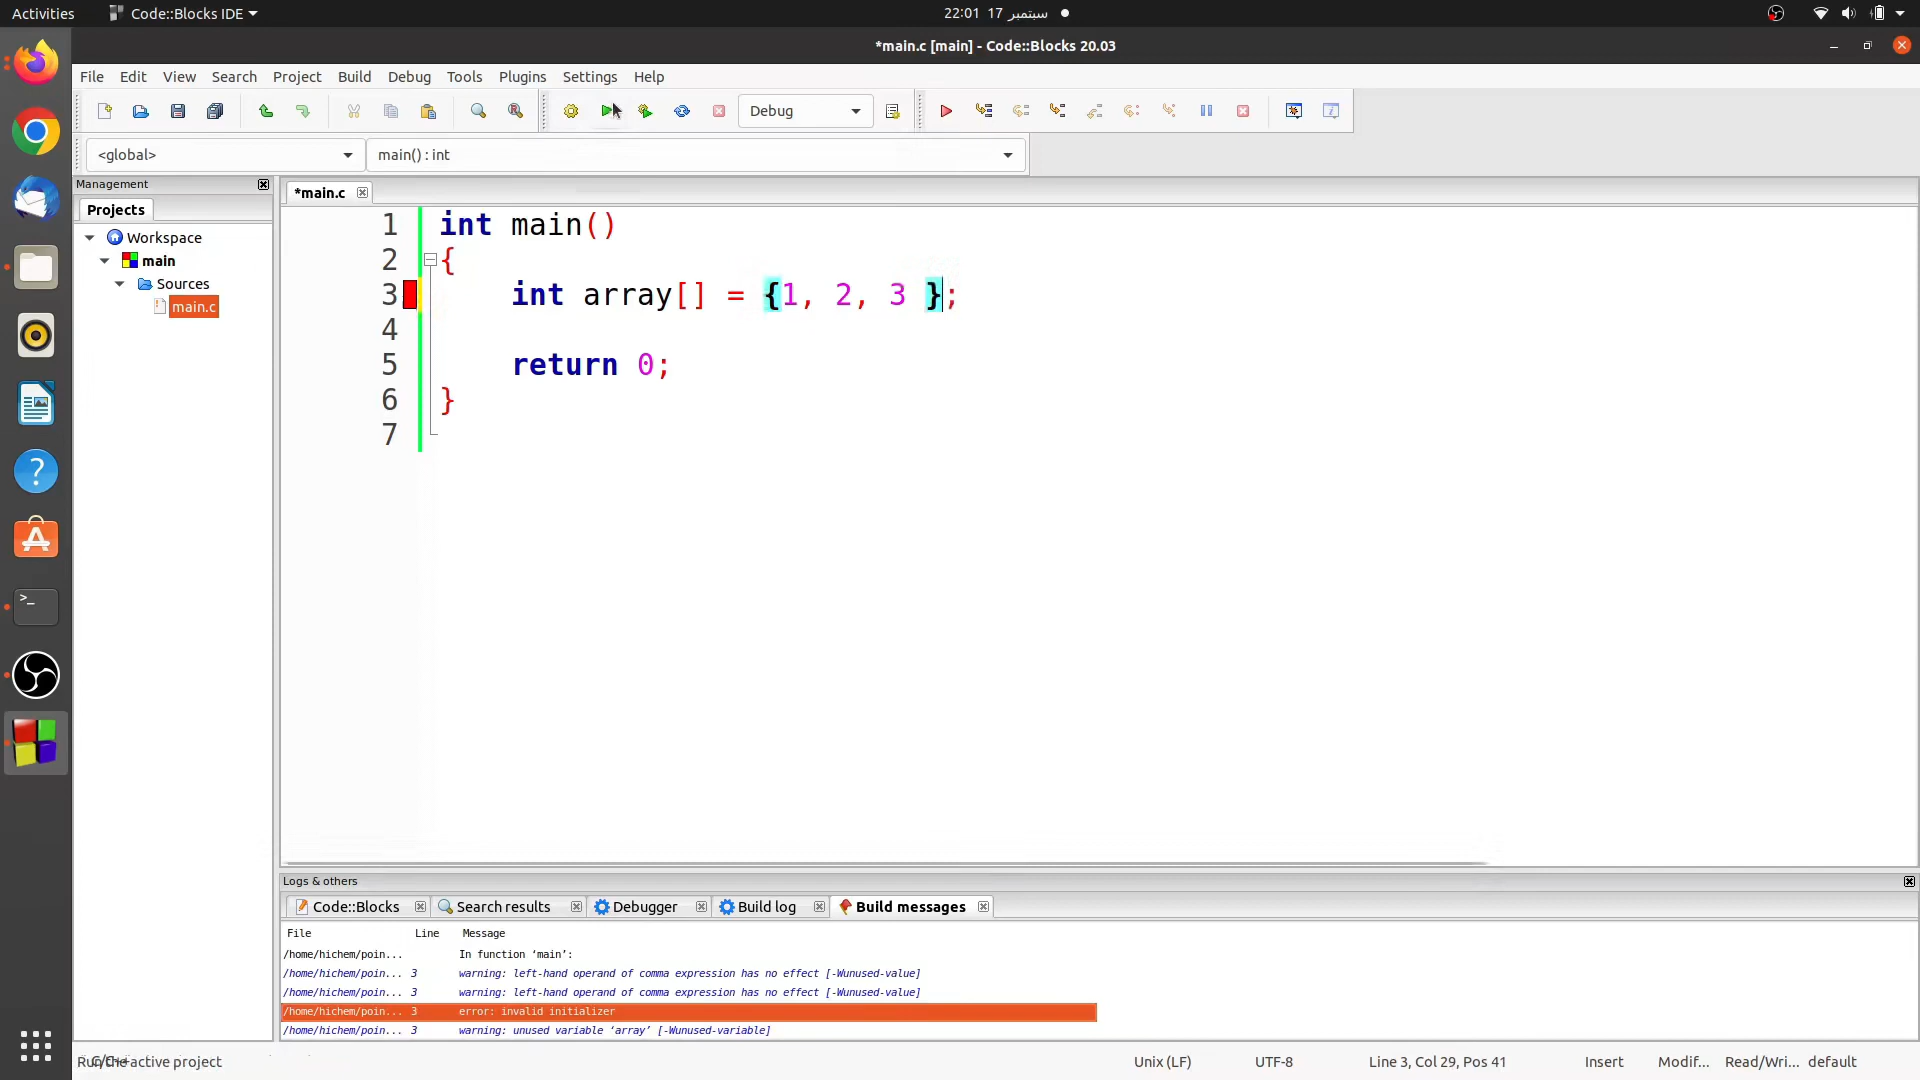 Activities Code::Blocks IDE 22:01 17 سبتمبر
*main.c [main] - Code::Blocks 20.03
File Edit View Search Project Build Debug Tools Plugins Settings Help
Debug
<global> main() : int
Management
Projects
Workspace
main
Sources
main.c
*main.c
1 int main()
2 {
3 int array[] = {1, 2, 3 };
4
5 return 0;
6 }
7
Logs & others
Code::Blocks Search results Debugger Build log Build messages
File Line Message
/home/hichem/poin... In function ‘main’:
/home/hichem/poin... 3 warning: left-hand operand of comma expression has no effect [-Wunused-value]
/home/hichem/poin... 3 warning: left-hand operand of comma expression has no effect [-Wunused-value]
/home/hichem/poin... 3 error: invalid initializer
/home/hichem/poin... 3 warning: unused variable ‘array’ [-Wunused-variable]
active project Unix (LF) UTF-8 Line 3, Col 29, Pos 41 Insert Modif... Read/Wri... default